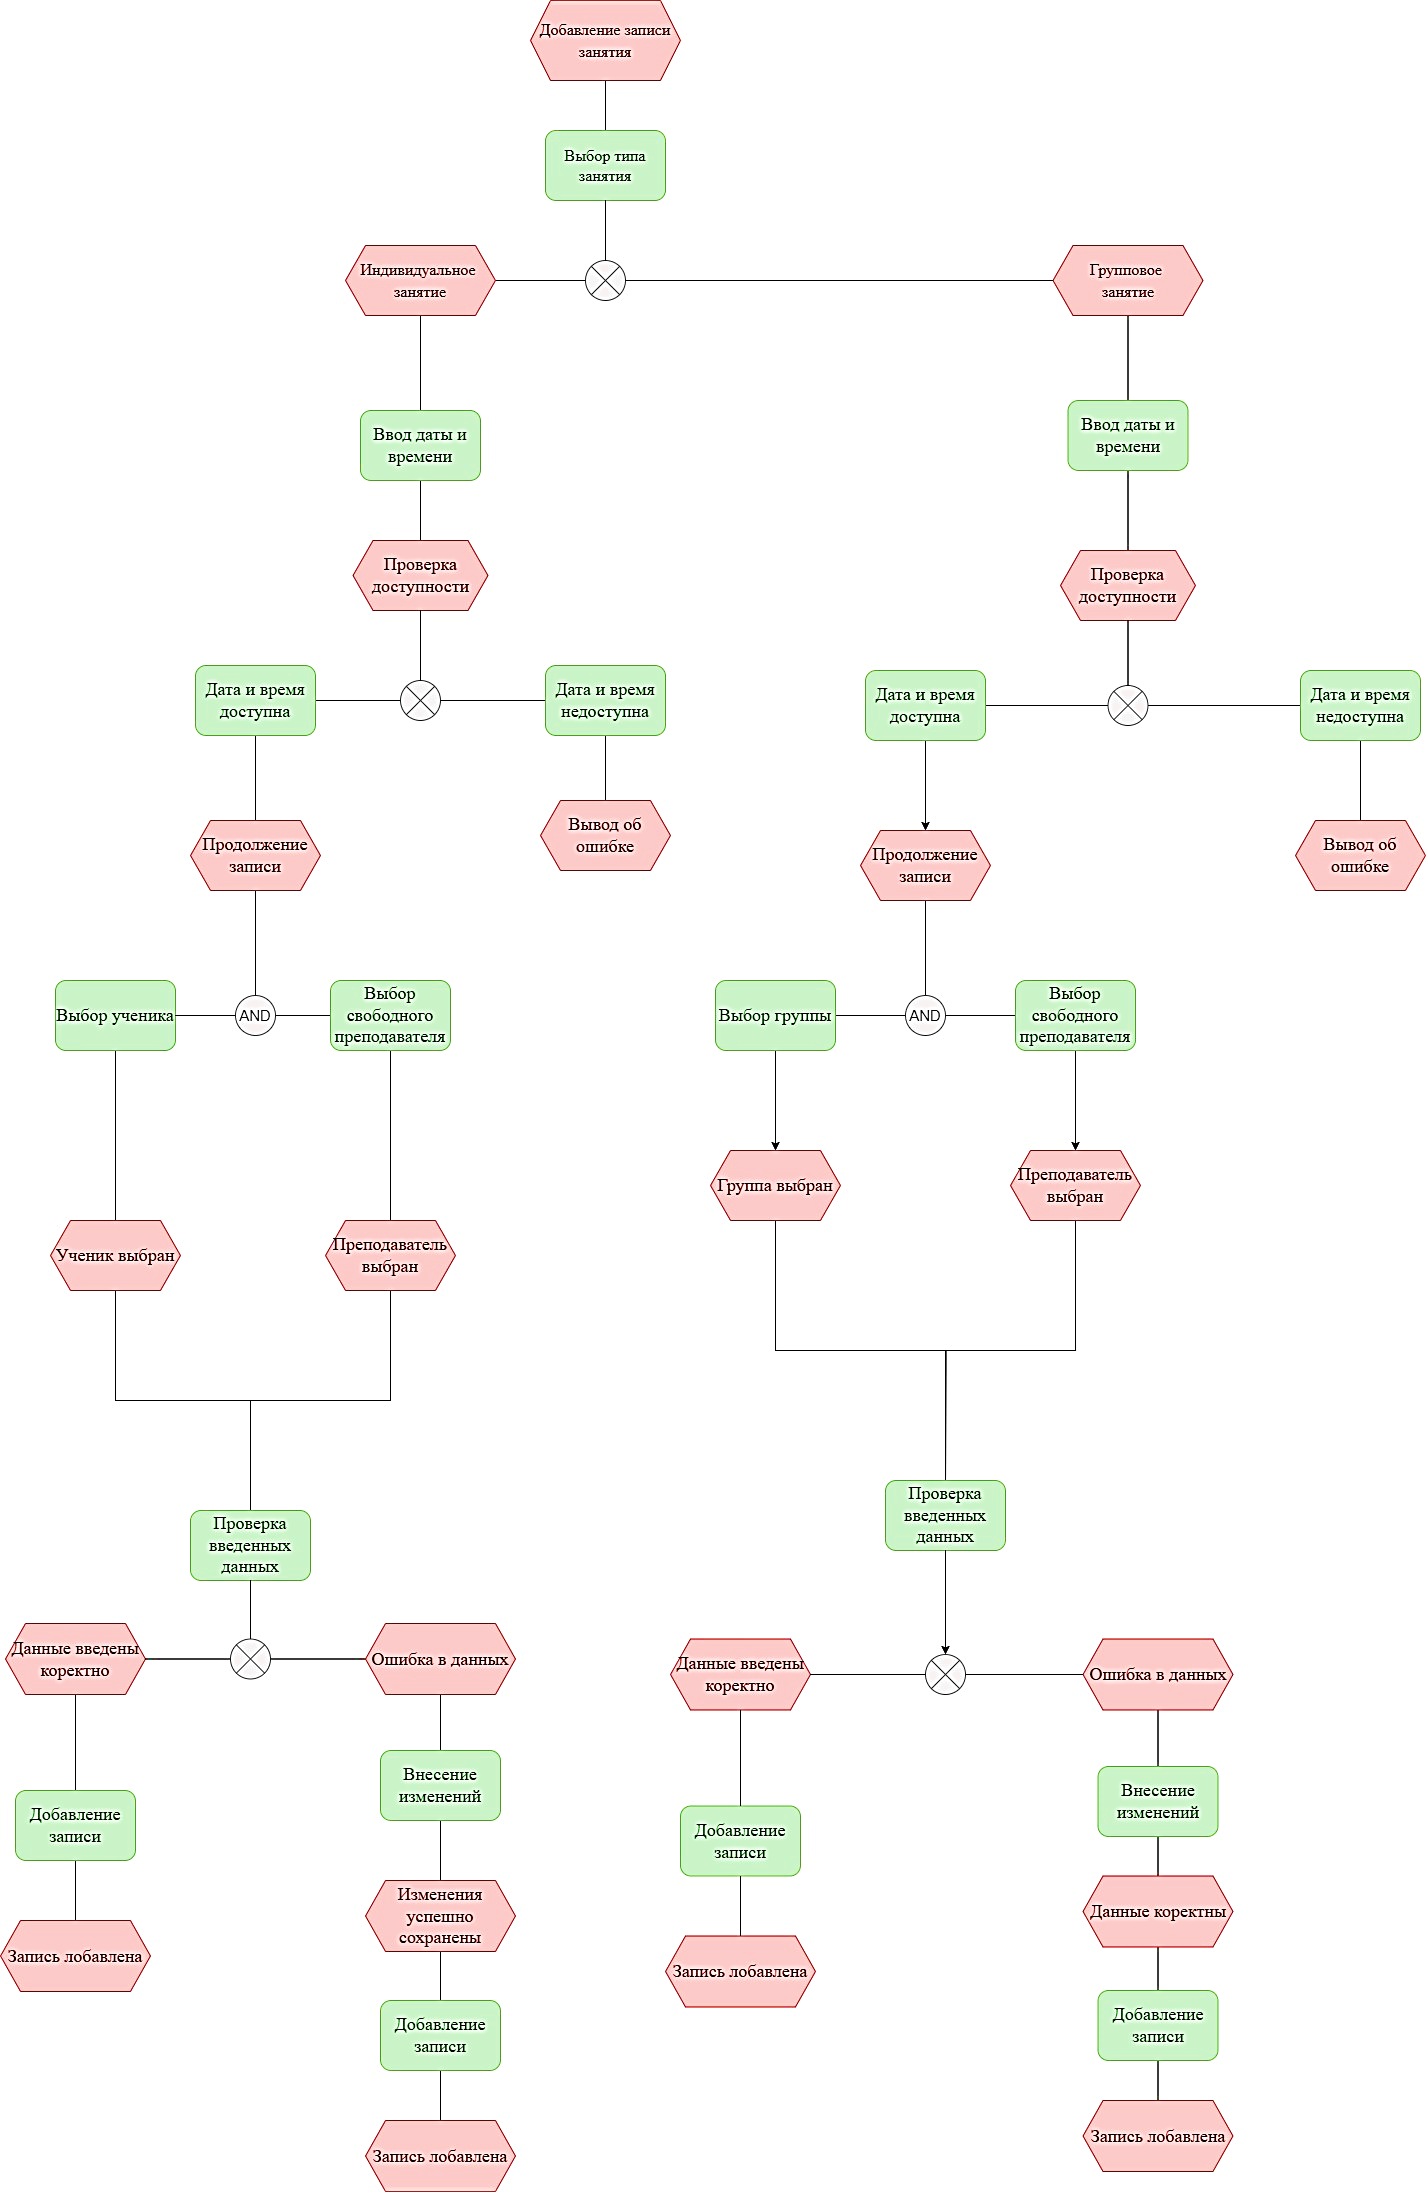 Добавление записи
занятия
Выбор типа
занятия
Индивидуальное
занятие
Групповое
занятие
Ввод даты и
времени
Ввод даты и
времени
Проверка
доступности
Проверка
доступности
Дата и время
доступна
Дата и время
недоступна
Дата и время
доступна
Дата и время
недоступна
Продолжение
записи
Вывод об
ошибке
Продолжение
записи
Вывод об
ошибке
Выбор ученика
AND
Выбор
свободного
преподавателя
Выбор группы
AND
Выбор
свободного
преподавателя
Группа выбран
Преподаватель
выбран
Ученик выбран
Преподаватель
выбран
Проверка
введенных
данных
Проверка
введенных
данных
Данные введены
коректно
Ошибка в данных
Данные введены
коректно
Ошибка в данных
Внесение
изменений
Внесение
изменений
Добавление
записи
Добавление
записи
Изменения
успешно
сохранены
Данные коректны
Запись лобавлена
Запись лобавлена
Добавление
записи
Добавление
записи
Запись лобавлена
Запись лобавлена